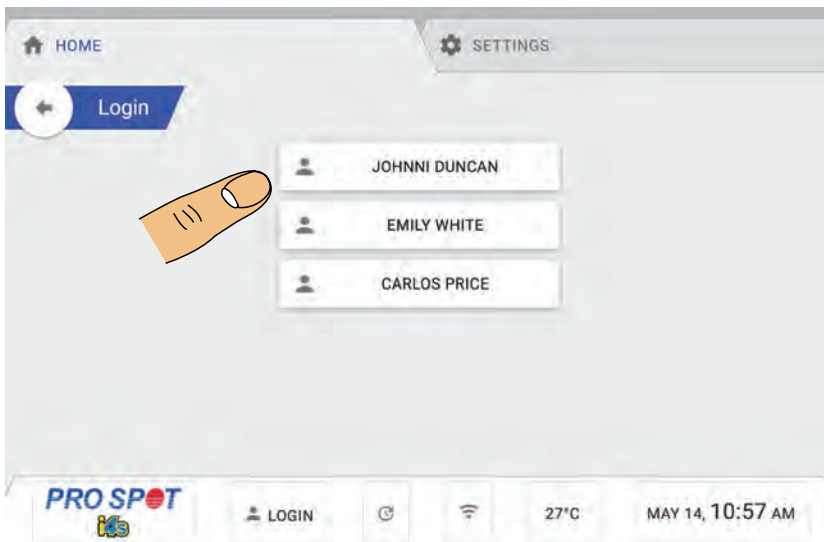 HOME
SETTINGS
Login
JOHNNI DUNCAN
EMILY WHITE
CARLOS PRICE
PRO SPOT
i4s
LOGIN
27°C
MAY 14, 10:57 AM